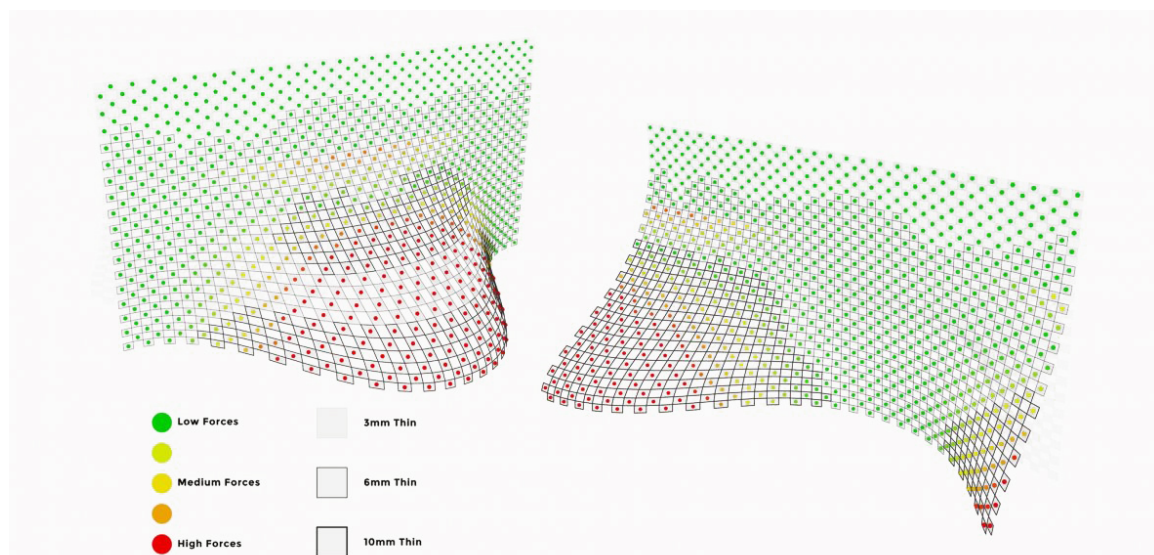 Low Forces
3mm Thin
Medium Forces
6mm Thin
High Forces
10mm Thin